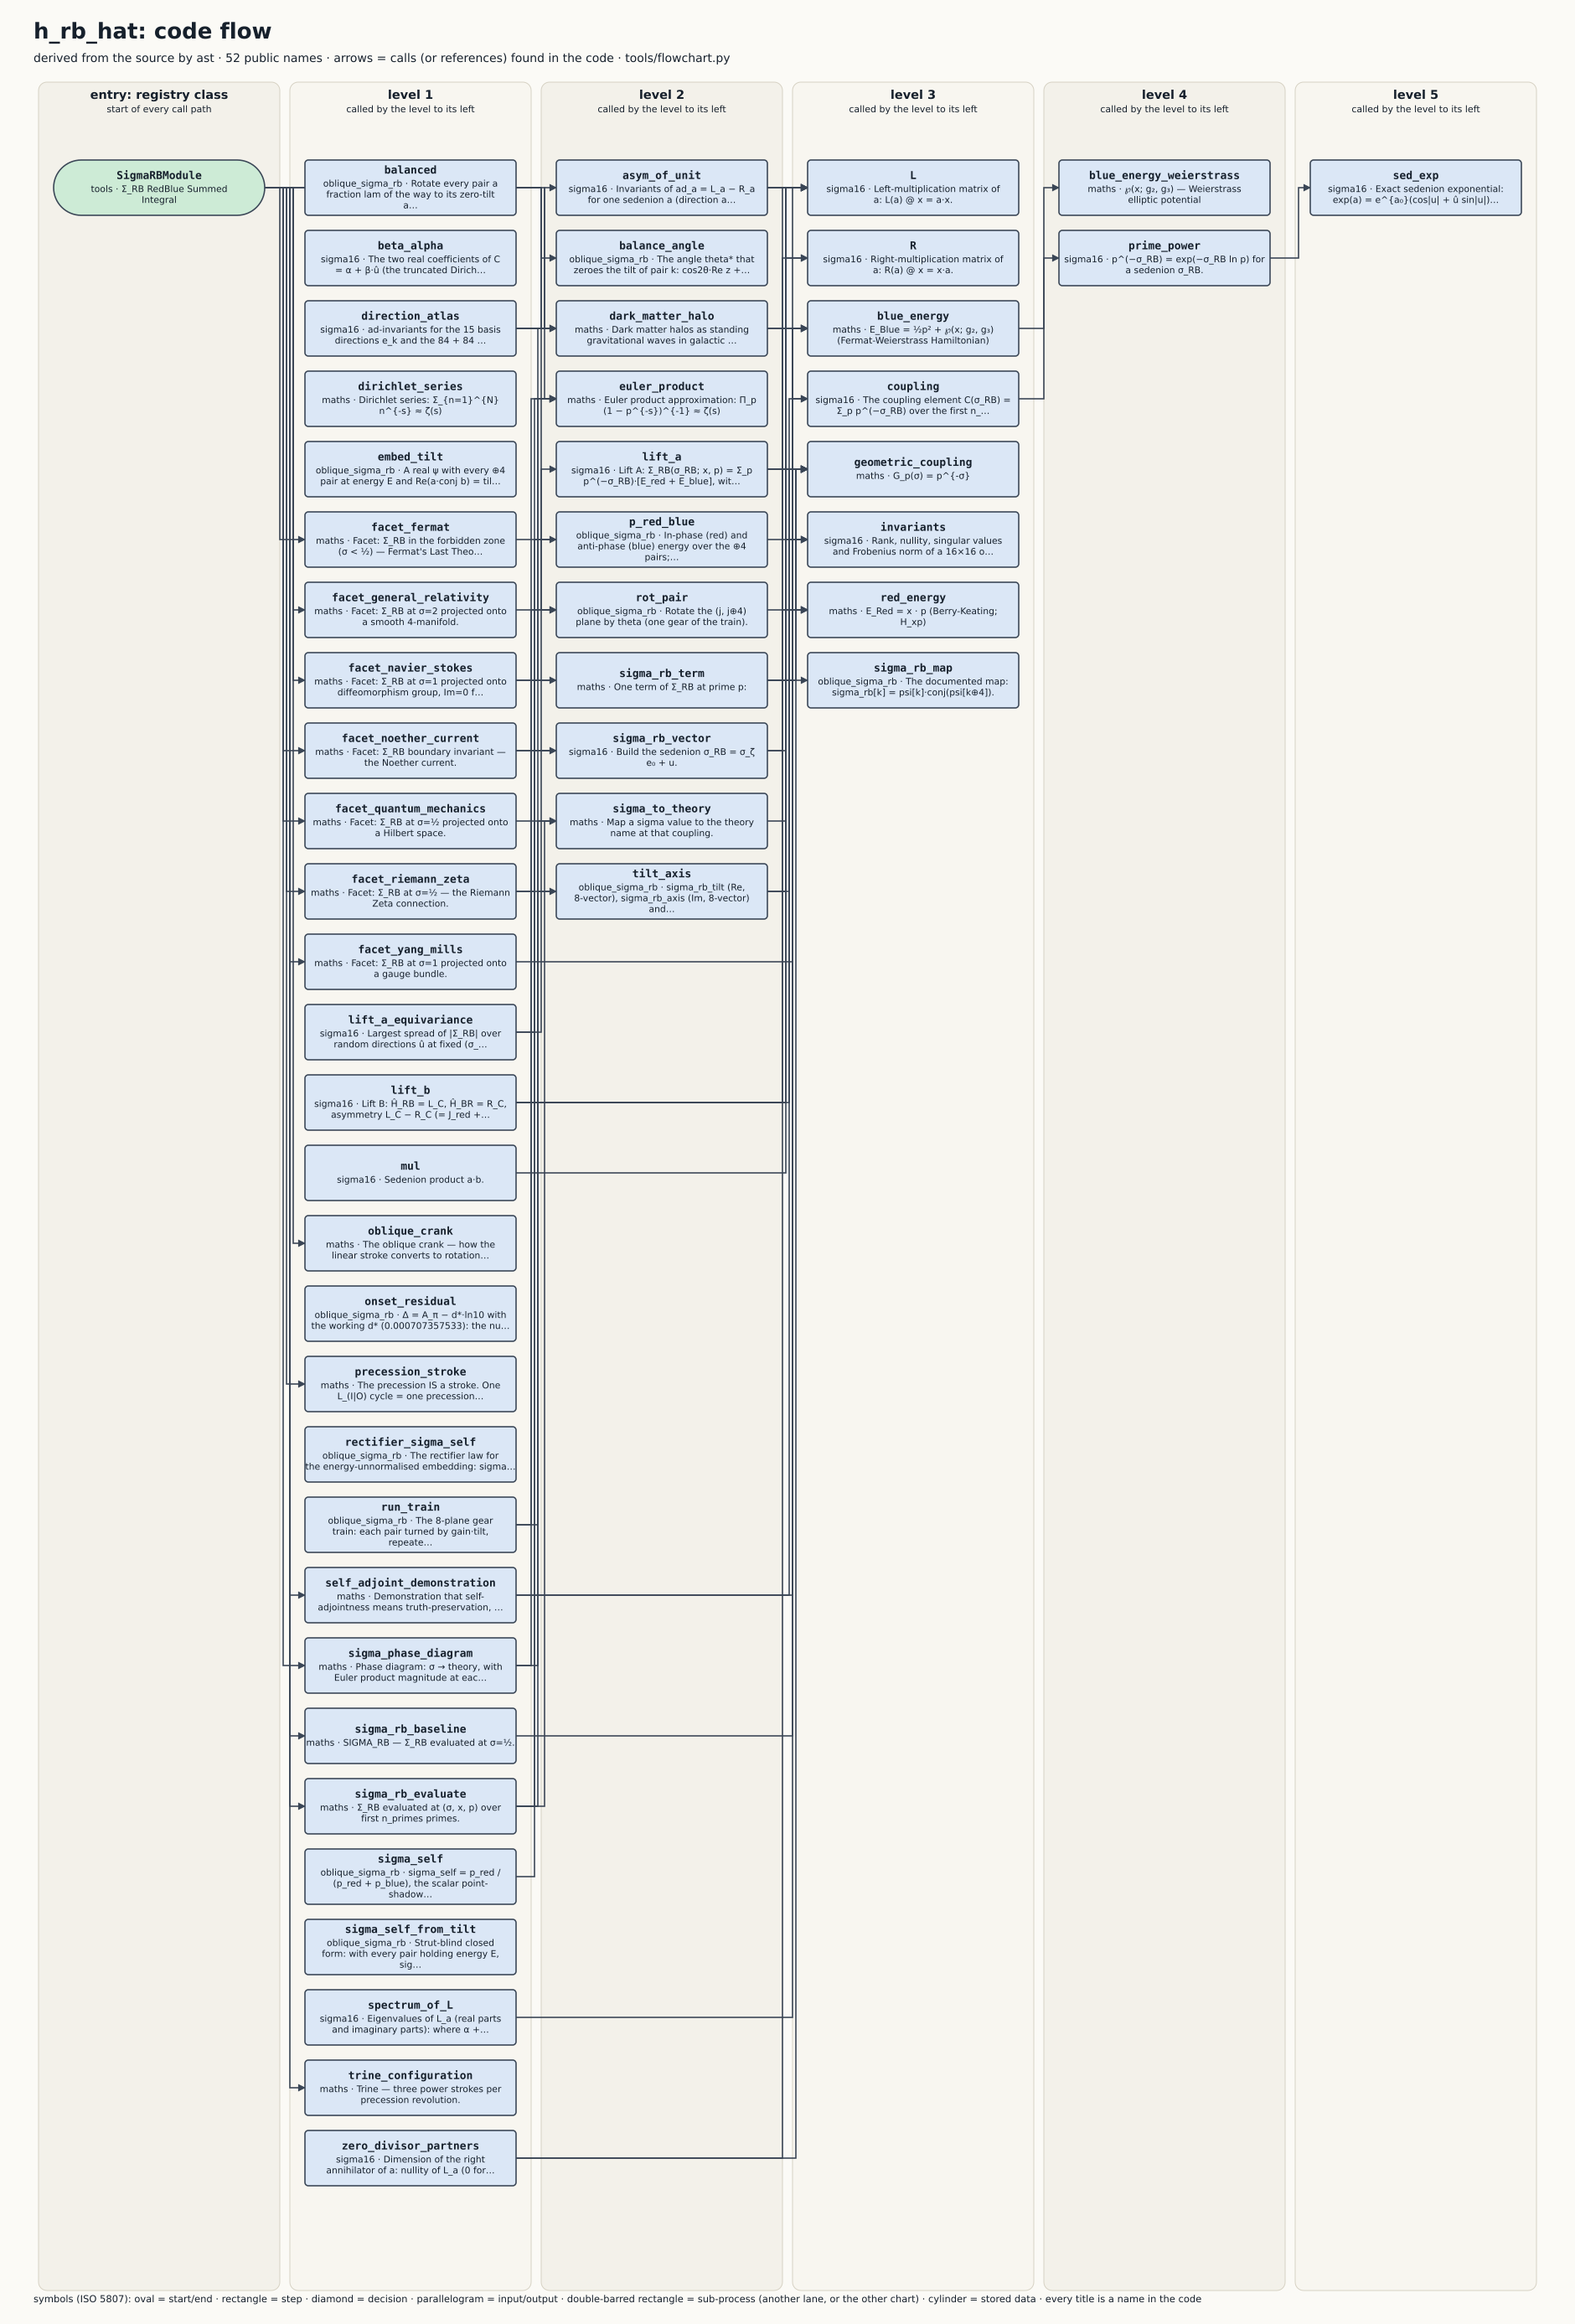 h_rb_hat: code flow
derived from the source by ast · 52 public names · arrows = calls (or references) found in the code · tools/flowchart.py
entry: registry class
start of every call path
SigmaRBModule
tools · Σ_RB RedBlue Summed
Integral
level 1
called by the level to its left
balanced
oblique_sigma_rb · Rotate every pair a
fraction lam of the way to its zero-tilt
a…
beta_alpha
sigma16 · The two real coefficients of C
= α + β·û (the truncated Dirich…
direction_atlas
sigma16 · ad-invariants for the 15 basis
directions e_k and the 84 + 84 …
dirichlet_series
maths · Dirichlet series: Σ_{n=1}^{N}
n^{-s} ≈ ζ(s)
embed_tilt
oblique_sigma_rb · A real ψ with every ⊕4
pair at energy E and Re(a·conj b) = til…
facet_fermat
maths · Facet: Σ_RB in the forbidden zone
(σ < ½) — Fermat's Last Theo…
facet_general_relativity
maths · Facet: Σ_RB at σ=2 projected onto
a smooth 4-manifold.
facet_navier_stokes
maths · Facet: Σ_RB at σ=1 projected onto
diffeomorphism group, Im=0 f…
facet_noether_current
maths · Facet: Σ_RB boundary invariant —
the Noether current.
facet_quantum_mechanics
maths · Facet: Σ_RB at σ=½ projected onto
a Hilbert space.
facet_riemann_zeta
maths · Facet: Σ_RB at σ=½ — the Riemann
Zeta connection.
facet_yang_mills
maths · Facet: Σ_RB at σ=1 projected onto
a gauge bundle.
lift_a_equivariance
sigma16 · Largest spread of |Σ_RB| over
random directions û at fixed (σ_…
lift_b
sigma16 · Lift B: Ĥ_RB = L_C, Ĥ_BR = R_C,
asymmetry L_C − R_C (= J_red +…
mul
sigma16 · Sedenion product a·b.
oblique_crank
maths · The oblique crank — how the
linear stroke converts to rotation…
onset_residual
oblique_sigma_rb · Δ = A_π − d*·ln10 with
the working d* (0.000707357533): the nu…
precession_stroke
maths · The precession IS a stroke. One
L_(I|O) cycle = one precession…
rectifier_sigma_self
oblique_sigma_rb · The rectifier law for
the energy-unnormalised embedding: sigma…
run_train
oblique_sigma_rb · The 8-plane gear
train: each pair turned by gain·tilt,
repeate…
self_adjoint_demonstration
maths · Demonstration that self-
adjointness means truth-preservation, …
sigma_phase_diagram
maths · Phase diagram: σ → theory, with
Euler product magnitude at eac…
sigma_rb_baseline
maths · SIGMA_RB — Σ_RB evaluated at σ=½.
sigma_rb_evaluate
maths · Σ_RB evaluated at (σ, x, p) over
first n_primes primes.
sigma_self
oblique_sigma_rb · sigma_self = p_red /
(p_red + p_blue), the scalar point-
shadow…
sigma_self_from_tilt
oblique_sigma_rb · Strut-blind closed
form: with every pair holding energy E,
sig…
spectrum_of_L
sigma16 · Eigenvalues of L_a (real parts
and imaginary parts): where α +…
trine_configuration
maths · Trine — three power strokes per
precession revolution.
zero_divisor_partners
sigma16 · Dimension of the right
annihilator of a: nullity of L_a (0 for…
level 2
called by the level to its left
asym_of_unit
sigma16 · Invariants of ad_a = L_a − R_a
for one sedenion a (direction a…
balance_angle
oblique_sigma_rb · The angle theta* that
zeroes the tilt of pair k: cos2θ·Re z +…
dark_matter_halo
maths · Dark matter halos as standing
gravitational waves in galactic …
euler_product
maths · Euler product approximation: Π_p
(1 − p^{-s})^{-1} ≈ ζ(s)
lift_a
sigma16 · Lift A: Σ_RB(σ_RB; x, p) = Σ_p
p^(−σ_RB)·[E_red + E_blue], wit…
p_red_blue
oblique_sigma_rb · In-phase (red) and
anti-phase (blue) energy over the ⊕4
pairs;…
rot_pair
oblique_sigma_rb · Rotate the (j, j⊕4)
plane by theta (one gear of the train).
sigma_rb_term
maths · One term of Σ_RB at prime p:
sigma_rb_vector
sigma16 · Build the sedenion σ_RB = σ_ζ
e₀ + u.
sigma_to_theory
maths · Map a sigma value to the theory
name at that coupling.
tilt_axis
oblique_sigma_rb · sigma_rb_tilt (Re,
8-vector), sigma_rb_axis (Im, 8-vector)
and…
level 3
called by the level to its left
L
sigma16 · Left-multiplication matrix of
a: L(a) @ x = a·x.
R
sigma16 · Right-multiplication matrix of
a: R(a) @ x = x·a.
blue_energy
maths · E_Blue = ½p² + ℘(x; g₂, g₃)
(Fermat-Weierstrass Hamiltonian)
coupling
sigma16 · The coupling element C(σ_RB) =
Σ_p p^(−σ_RB) over the first n_…
geometric_coupling
maths · G_p(σ) = p^{-σ}
invariants
sigma16 · Rank, nullity, singular values
and Frobenius norm of a 16×16 o…
red_energy
maths · E_Red = x · p (Berry-Keating;
H_xp)
sigma_rb_map
oblique_sigma_rb · The documented map:
sigma_rb[k] = psi[k]·conj(psi[k⊕4]).
level 4
called by the level to its left
blue_energy_weierstrass
maths · ℘(x; g₂, g₃) — Weierstrass
elliptic potential
prime_power
sigma16 · p^(−σ_RB) = exp(−σ_RB ln p) for
a sedenion σ_RB.
level 5
called by the level to its left
sed_exp
sigma16 · Exact sedenion exponential:
exp(a) = e^{a₀}(cos|u| + û sin|u|)…
symbols (ISO 5807): oval = start/end · rectangle = step · diamond = decision · parallelogram = input/output · double-barred rectangle = sub-process (another lane, or the other chart) · cylinder = stored data · every title is a name in the code